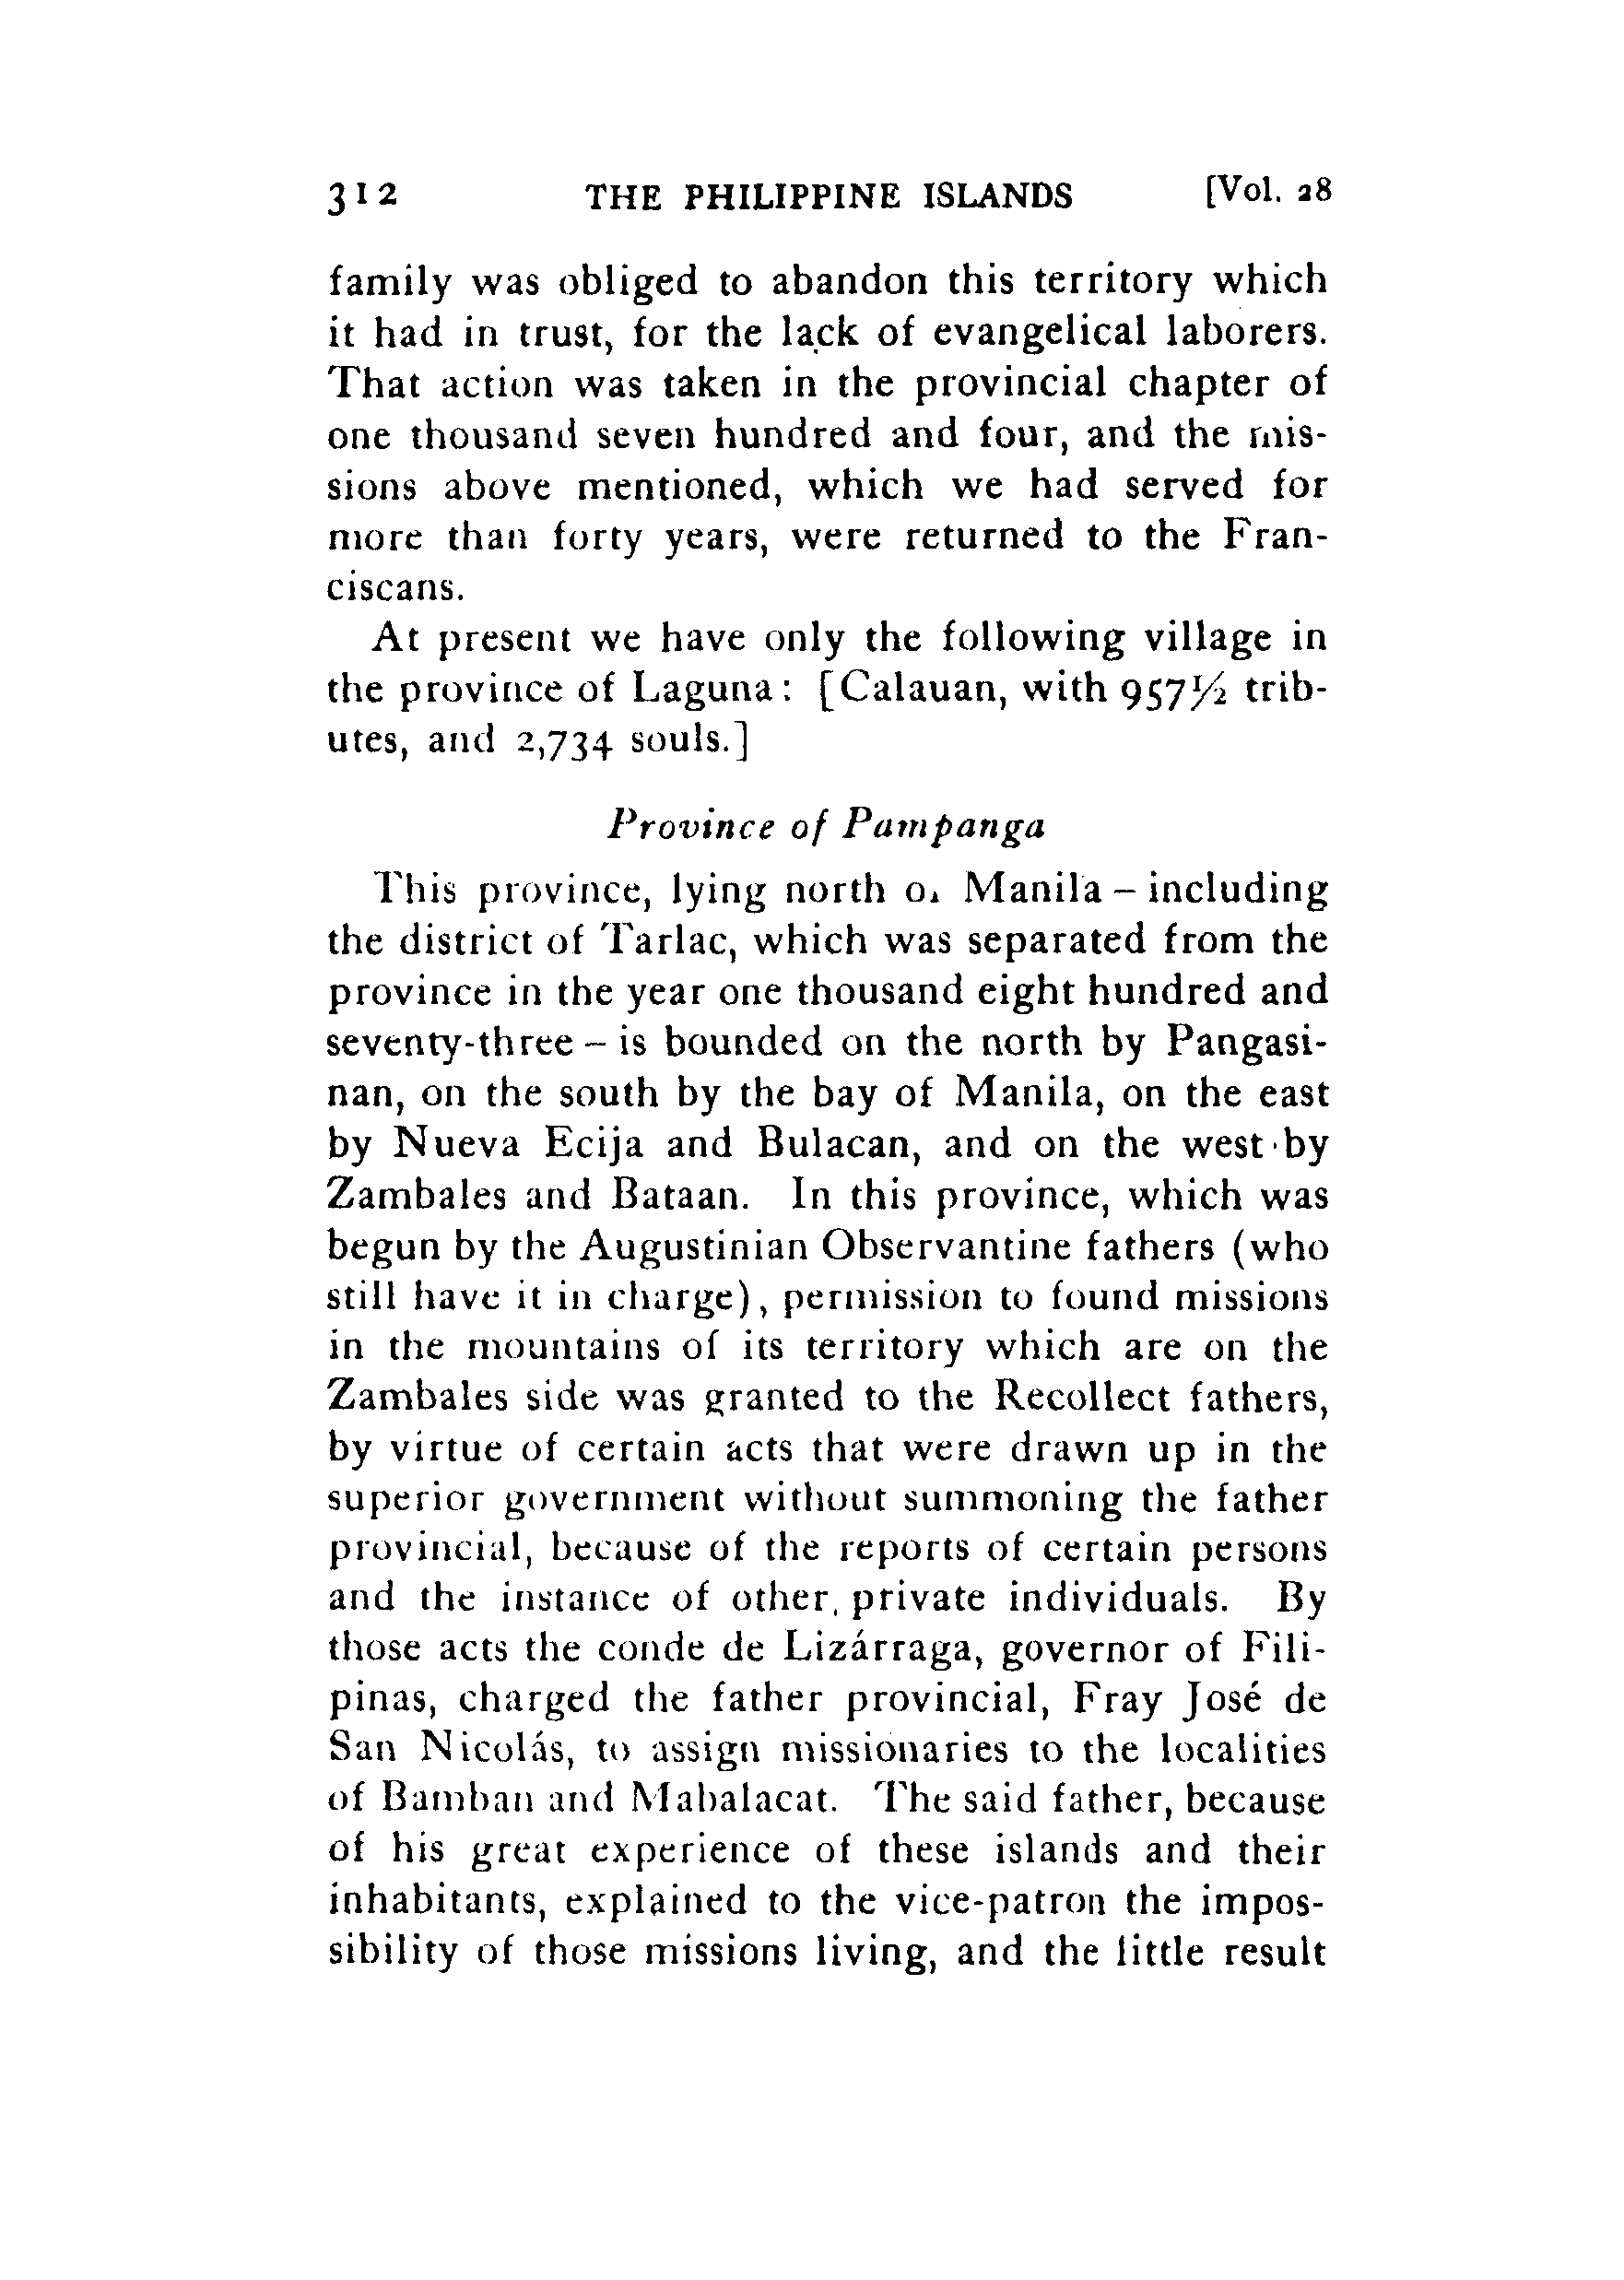 312 THE PHILIPPINE ISLANDS [Vol. 28
family was obliged to abandon this territory which
it had in trust, for the lack of evangelical laborers.
That action was taken in the provincial chapter of
one thousand seven hundred and four, and the mis-
sions above mentioned, which we had served for
more than forty years, were returned to the Fran-
ciscans.
At present we have only the following village in
the province of Laguna: [Calauan, with 957½ trib-
utes, and 2,734 souls.]
Province of Pampanga
This province, lying north of Manila – including
the district of Tarlac, which was separated from the
province in the year one thousand eight hundred and
seventy-three – is bounded on the north by Pangasi-
nan, on the south by the bay of Manila, on the east
by Nueva Ecija and Bulacan, and on the west by
Zambales and Bataan. In this province, which was
begun by the Augustinian Observantine fathers (who
still have it in charge), permission to found missions
in the mountains of its territory which are on the
Zambales side was granted to the Recollect fathers,
by virtue of certain acts that were drawn up in the
superior government without summoning the father
provincial, because of the reports of certain persons
and the instance of other private individuals. By
those acts the conde de Lizárraga, governor of Fili-
pinas, charged the father provincial, Fray José de
San Nicolás, to assign missionaries to the localities
of Bamban and Mabalacat. The said father, because
of his great experience of these islands and their
inhabitants, explained to the vice-patron the impos-
sibility of those missions living, and the little result